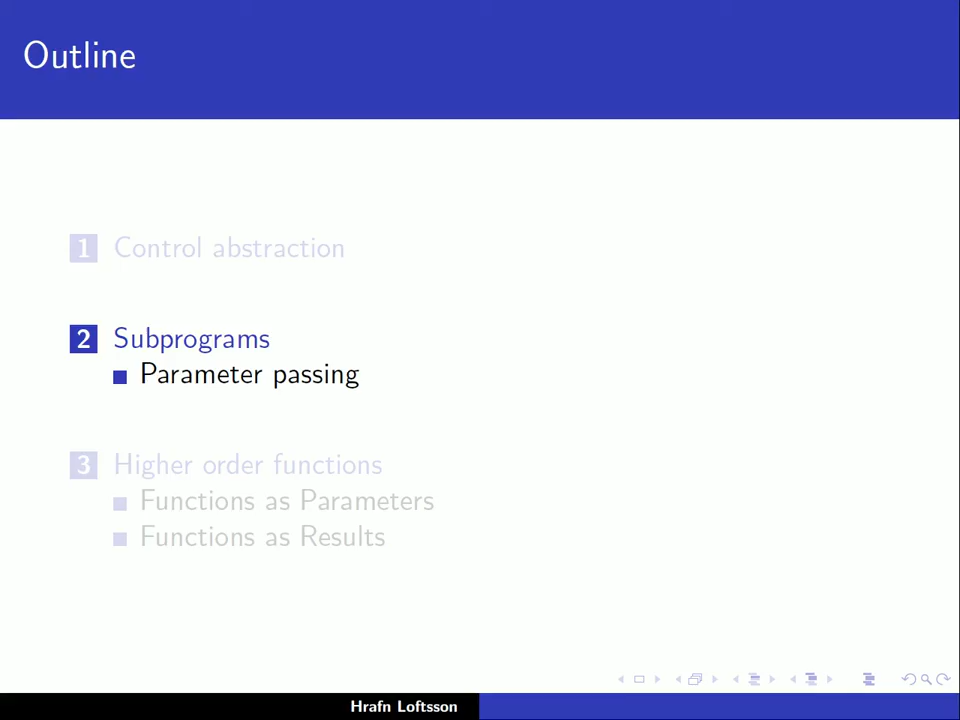 Outline
1 Control abstraction
2 Subprograms
Parameter passing
3 Higher order functions
Functions as Parameters
Functions as Results
Hrafn Loftsson